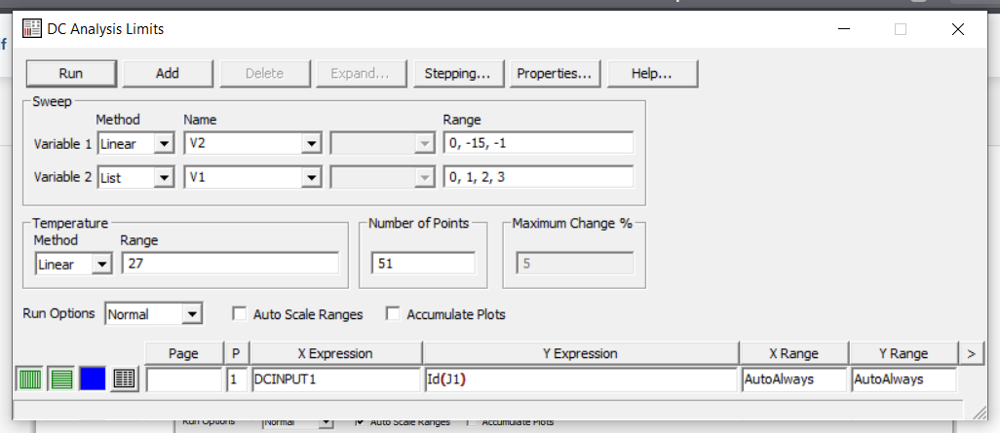 ff
DC Analysis Limits
Run Add Delete Expand... Stepping... Properties... Help...
Sweep
Method Name Range
Variable 1 Linear V2 0, -15, -1
Variable 2 List V1 0, 1, 2, 3
Temperature Number of Points Maximum Change %
Method Range
Linear 27 51 5
Run Options Normal Auto Scale Ranges Accumulate Plots
Page P X Expression Y Expression X Range Y Range >
1 DCINPUT1 Id(J1) AutoAlways AutoAlways
Run Options Normal Auto Scale Ranges Accumulate Plots